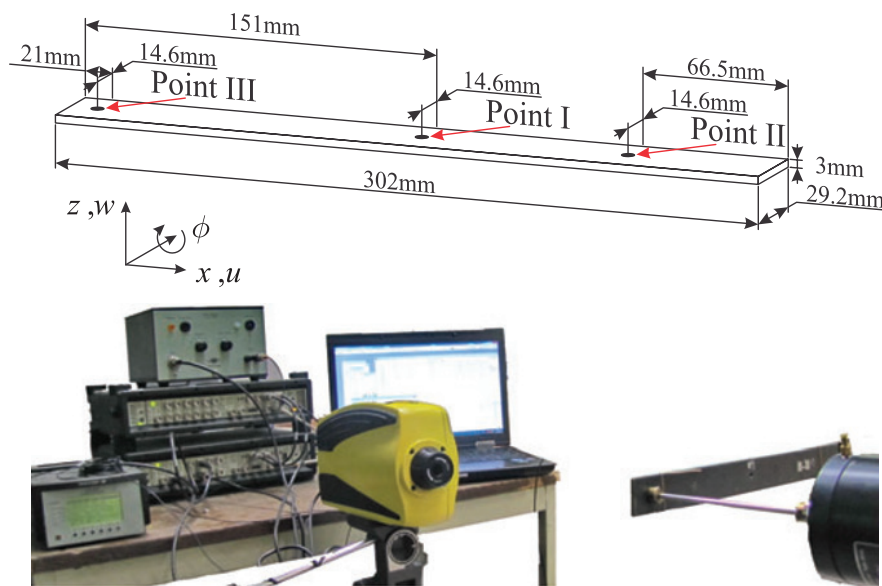 151mm
21mm
14.6mm
Point III
14.6mm
Point I
66.5mm
14.6mm
Point II
3mm
29.2mm
302mm
z ,w
ϕ
x ,u